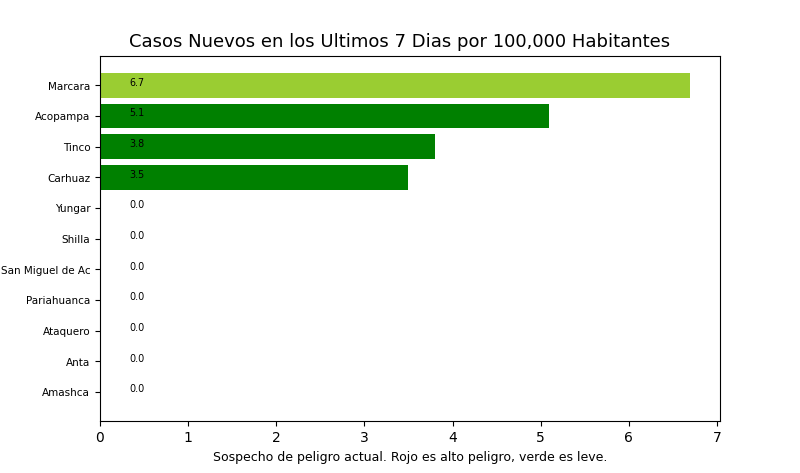 Casos Nuevos en los Ultimos 7 Dias por 100,000 Habitantes
Marcara 6.7
Acopampa 5.1
Tinco 3.8
Carhuaz 3.5
Yungar 0.0
Shilla 0.0
San Miguel de Ac 0.0
Pariahuanca 0.0
Ataquero 0.0
Anta 0.0
Amashca 0.0
0 1 2 3 4 5 6 7
Sospecho de peligro actual. Rojo es alto peligro, verde es leve.